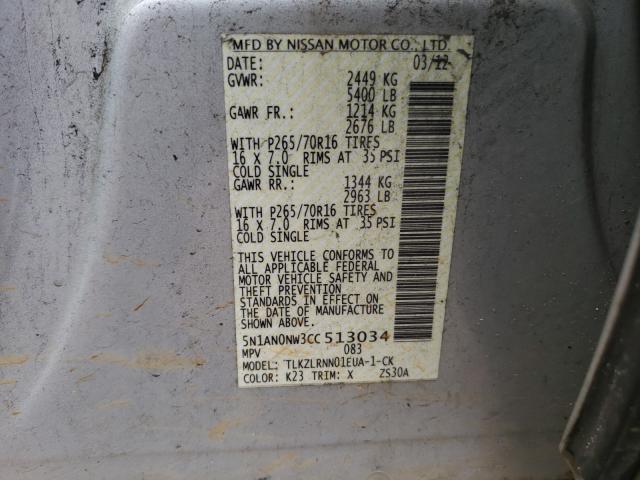 MFD BY NISSAN MOTOR CO., LTD.
DATE: 03/12
GVWR: 2449 KG
5400 LB
GAWR FR.: 1214 KG
2676 LB
WITH P265/70R16 TIRES
16 X 7.0 RIMS AT 35 PSI
COLD SINGLE
GAWR RR.: 1344 KG
2963 LB
WITH P265/70R16 TIRES
16 X 7.0 RIMS AT 35 PSI
COLD SINGLE
THIS VEHICLE CONFORMS TO
ALL APPLICABLE FEDERAL
MOTOR VEHICLE SAFETY AND
THEFT PREVENTION
STANDARDS IN EFFECT ON
THE DATE OF MANUFACTURE
SHOWN ABOVE.
5N1AN0NW3CC513034
MPV 083
MODEL: TLKZLRNN01EUA-1-CK
COLOR: K23 TRIM: X ZS30A